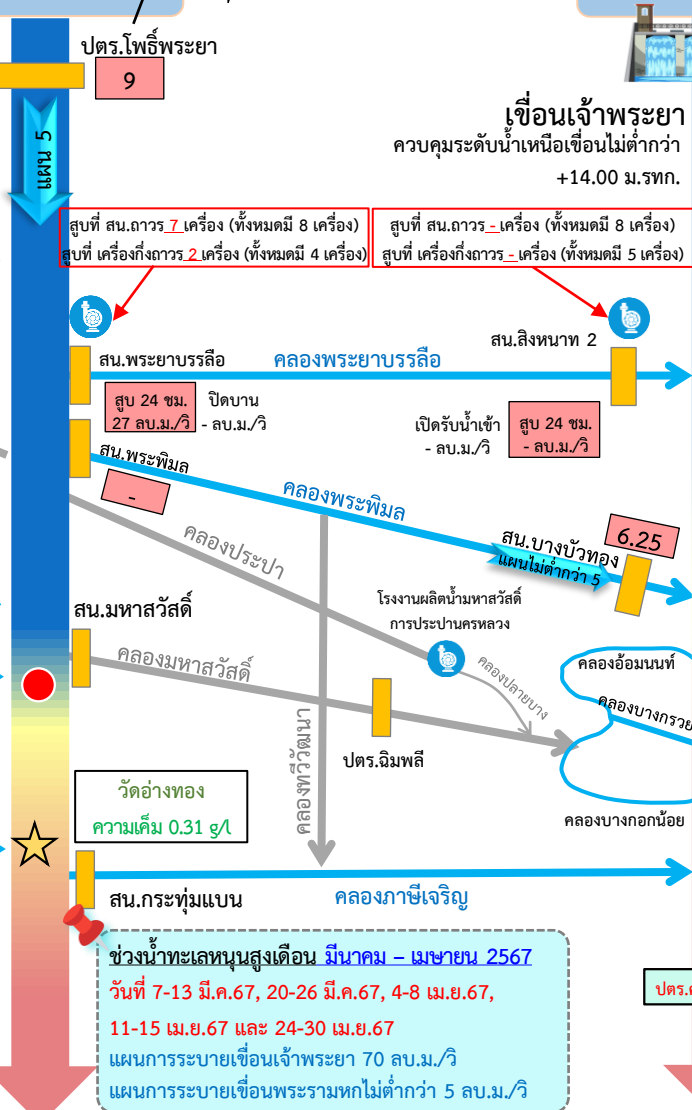 ปตร.โพธิ์พระยา
9
แผน 5
เขื่อนเจ้าพระยา
ควบคุมระดับน้ำเหนือเขื่อนไม่ต่ำกว่า
+14.00 ม.รทก.
สูบที่ สน.ถาวร 7 เครื่อง (ทั้งหมดมี 8 เครื่อง)
สูบที่ เครื่องกึ่งถาวร 2 เครื่อง (ทั้งหมดมี 4 เครื่อง)
สูบที่ สน.ถาวร - เครื่อง (ทั้งหมดมี 8 เครื่อง)
สูบที่ เครื่องกึ่งถาวร - เครื่อง (ทั้งหมดมี 5 เครื่อง)
สน.พระยาบรรลือ
คลองพระยาบรรลือ
สน.สิงหนาท 2
สูบ 24 ชม.
27 ลบ.ม./วิ
ปิดบาน
- ลบ.ม./วิ
เปิดรับน้ำเข้า
- ลบ.ม./วิ
สูบ 24 ชม.
- ลบ.ม./วิ
สน.พระพิมล
-
คลองพระพิมล
คลองประปา
สน.บางบัวทอง
6.25
แผนไม่ต่ำกว่า 5
สน.มหาสวัสดิ์
โรงงานผลิตน้ำมหาสวัสดิ์
การประปานครหลวง
คลองมหาสวัสดิ์
คลองปลายบาง
คลองอ้อมนนท์
คลองบางกรวย
คลองทวีวัฒนา
ปตร.ฉิมพลี
วัดอ่างทอง
ความเค็ม 0.31 g/l
คลองบางกอกน้อย
สน.กระทุ่มแบน
คลองภาษีเจริญ
ช่วงน้ำทะเลหนุนสูงเดือน มีนาคม – เมษายน 2567
วันที่ 7-13 มี.ค.67, 20-26 มี.ค.67, 4-8 เม.ย.67,
11-15 เม.ย.67 และ 24-30 เม.ย.67
แผนการระบายเขื่อนเจ้าพระยา 70 ลบ.ม./วิ
แผนการระบายเขื่อนพระรามหกไม่ต่ำกว่า 5 ลบ.ม./วิ